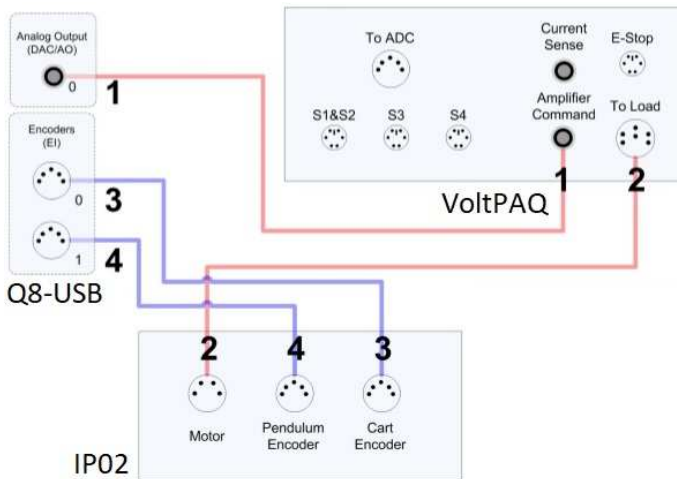 Analog Output
(DAC/AO)
0
1
Encoders
(EI)
0
3
1
4
Q8-USB
To ADC
Current
Sense
E-Stop
S1&S2
S3
S4
Amplifier
Command
To Load
1
2
VoltPAQ
2
4
3
Motor
Pendulum
Encoder
Cart
Encoder
IP02